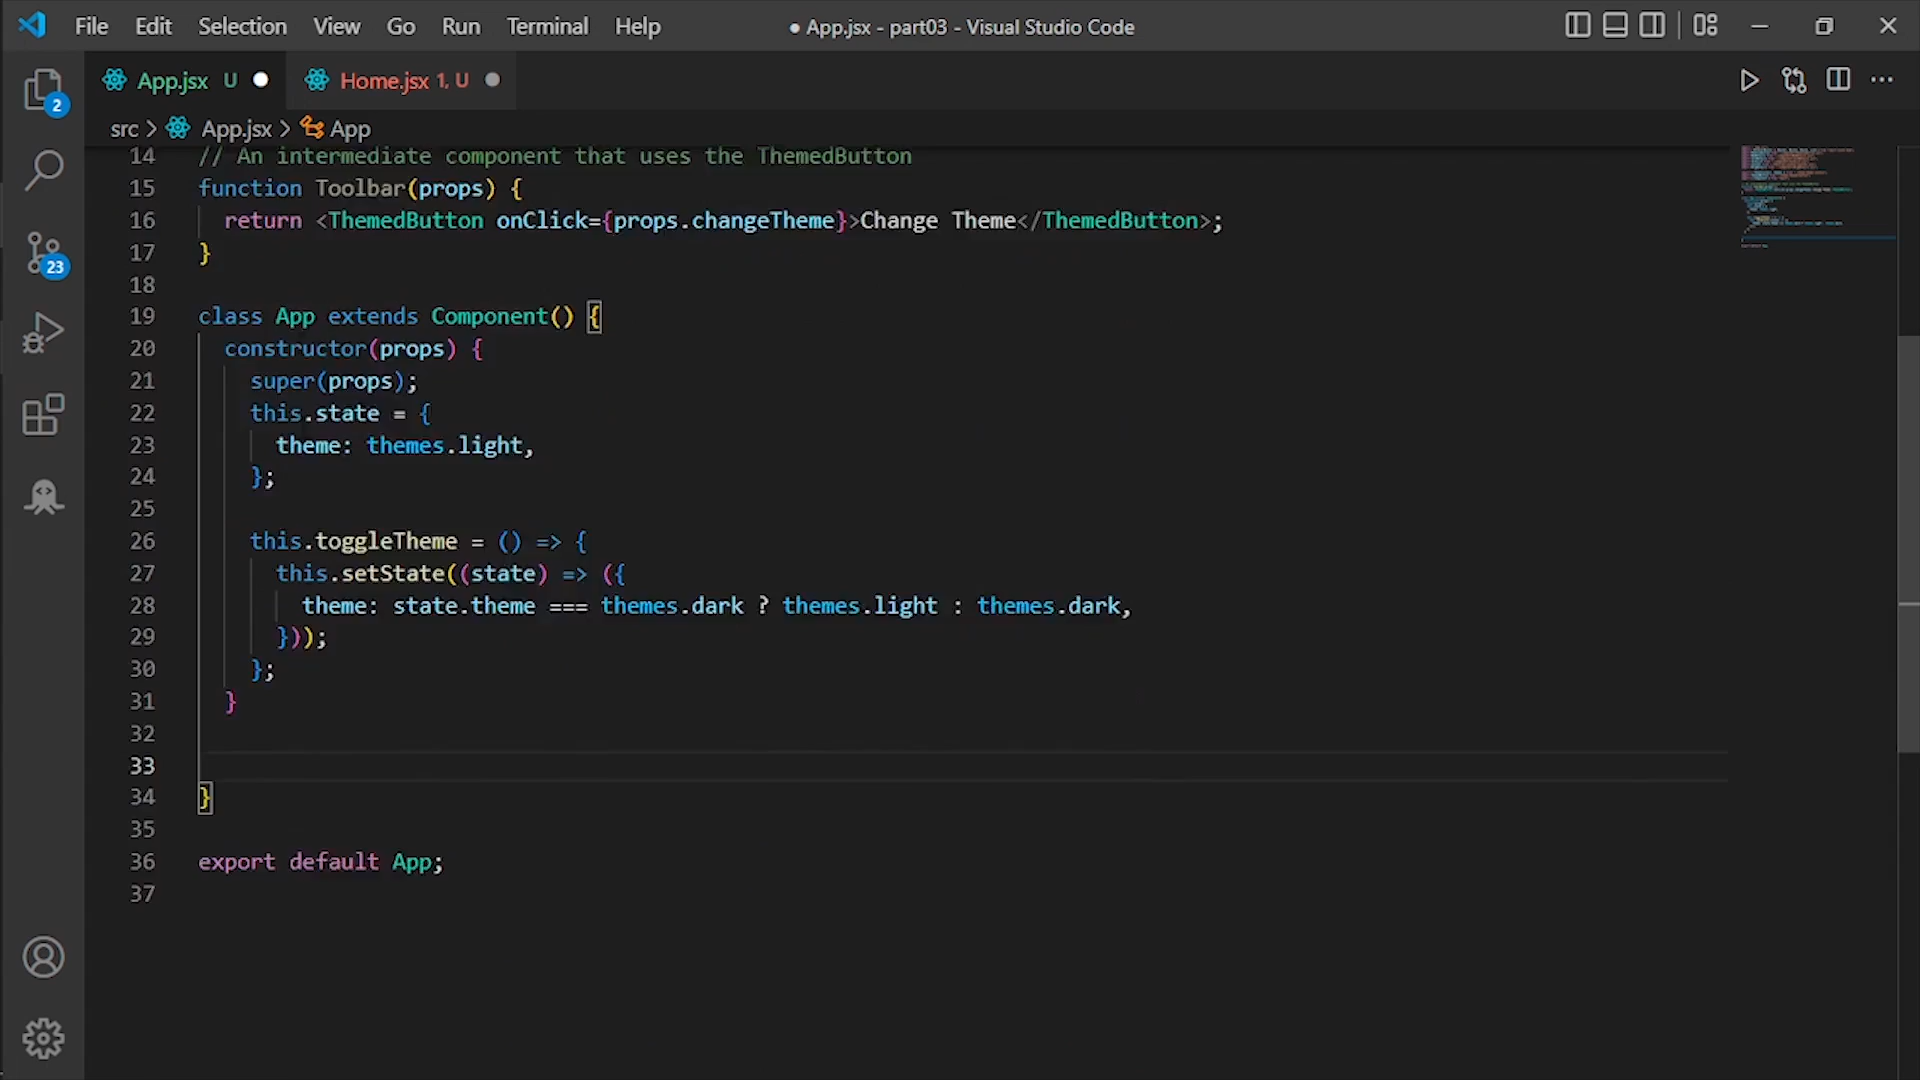 File Edit Selection View Go Run Terminal Help ● App.jsx - part03 - Visual Studio Code
App.jsx U ● Home.jsx 1, U ●
src > App.jsx > App
14 // An intermediate component that uses the ThemedButton
15 function Toolbar(props) {
16 return <ThemedButton onClick={props.changeTheme}>Change Theme</ThemedButton>;
17 }
18
19 class App extends Component() {
20 constructor(props) {
21 super(props);
22 this.state = {
23 theme: themes.light,
24 };
25
26 this.toggleTheme = () => {
27 this.setState((state) => ({
28 theme: state.theme === themes.dark ? themes.light : themes.dark,
29 }));
30 };
31 }
32
33
34 }
35
36 export default App;
37
2
23